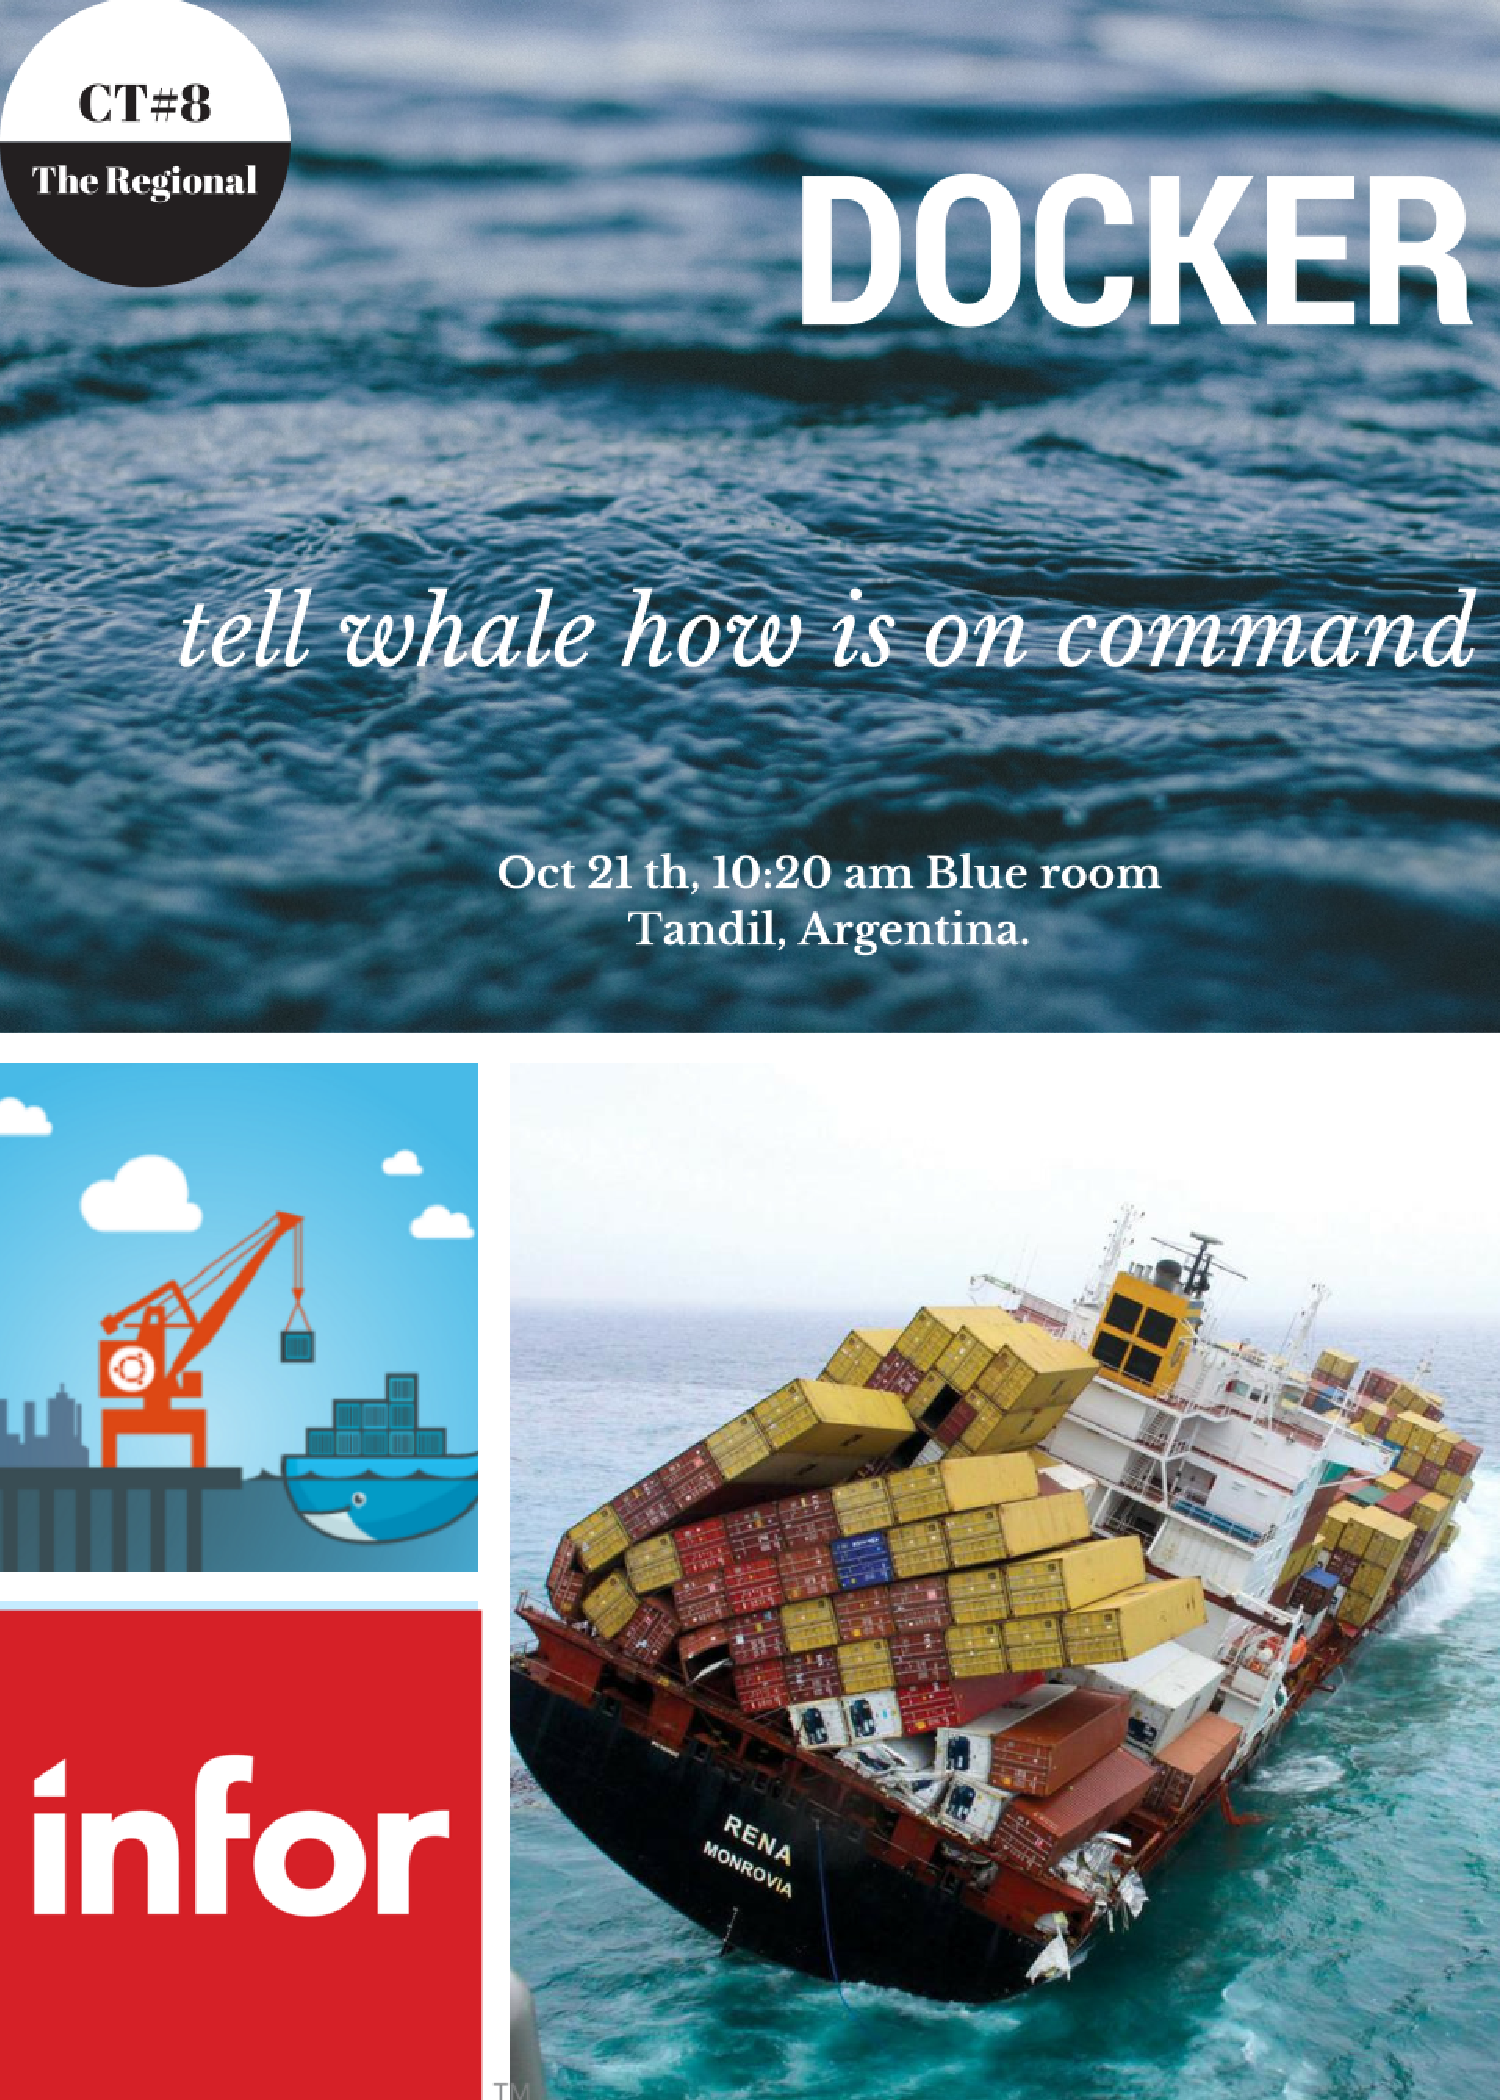 CT#8
The Regional
DOCKER
tell whale how is on command
Oct 21 th, 10:20 am Blue room
Tandil, Argentina.
infor
TM
RENA
MONROVIA